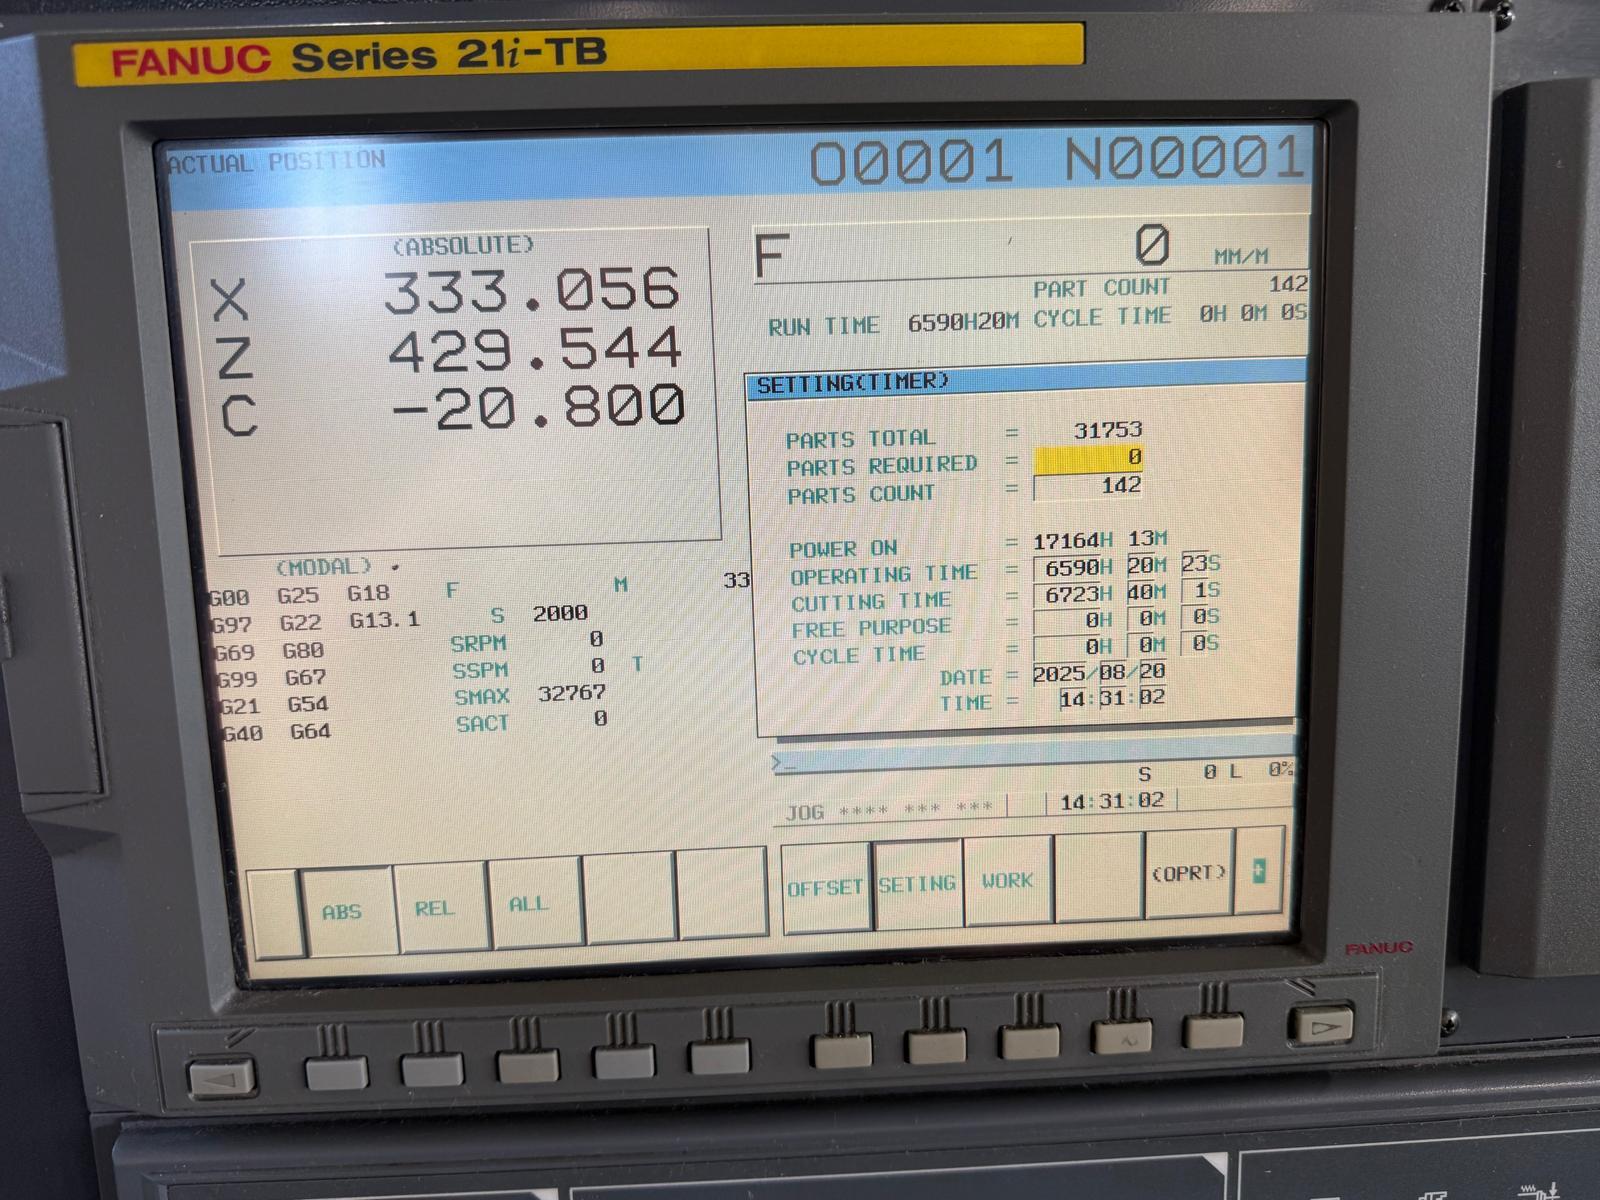 FANUC Series 21i-TB
ACTUAL POSITION O0001 N00001
(ABSOLUTE)
X 333.056
Z 429.544
C -20.800
F 0 MM/M
PART COUNT 142
RUN TIME 6590H20M CYCLE TIME 0H 0M 0S
SETTING(TIMER)
PARTS TOTAL = 31753
PARTS REQUIRED = 0
PARTS COUNT = 142
POWER ON = 17164H 13M
OPERATING TIME = 6590H 20M 23S
CUTTING TIME = 6723H 40M 1S
FREE PURPOSE = 0H 0M 0S
CYCLE TIME = 0H 0M 0S
DATE = 2025/08/20
TIME = 14:31:02
(MODAL)
G00 G25 G18 F M 33
G97 G22 G13.1 S 2000
G69 G80 SRPM 0
G99 G67 SSPM 0 T
G21 G54 SMAX 32767
G40 G64 SACT 0
>_
S 0 L 0%
JOG **** *** *** 14:31:02
ABS REL ALL
OFFSET SETING WORK (OPRT) +
FANUC